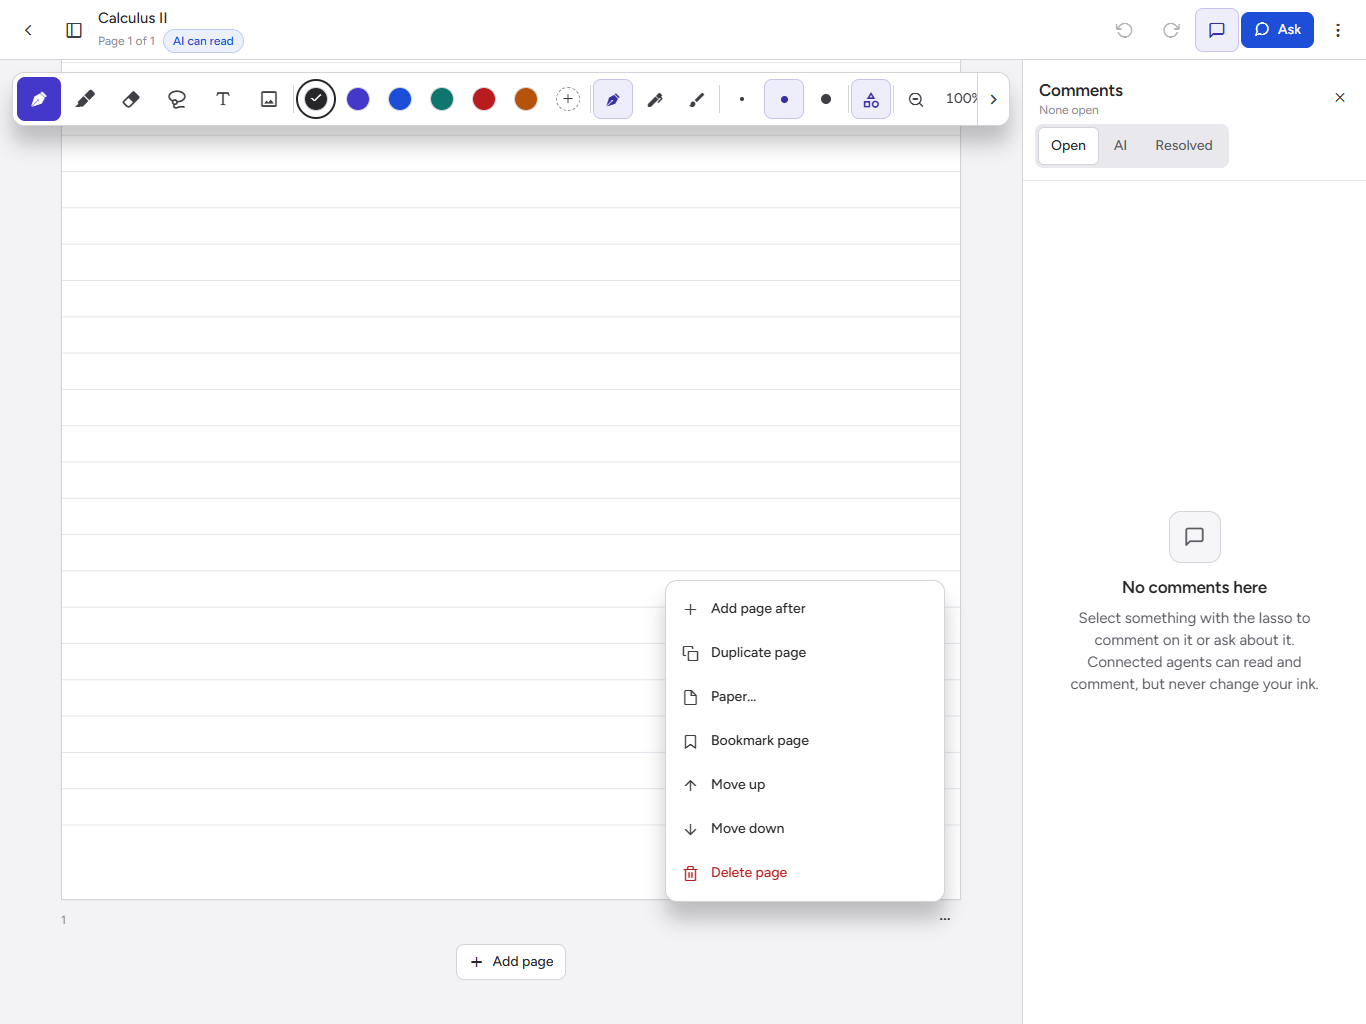 Calculus II
Page 1 of 1
AI can read
Ask
100%
Comments
None open
Open
AI
Resolved
No comments here
Select something with the lasso to
comment on it or ask about it.
Connected agents can read and
comment, but never change your ink.
Add page after
Duplicate page
Paper...
Bookmark page
Move up
Move down
Delete page
1
Add page